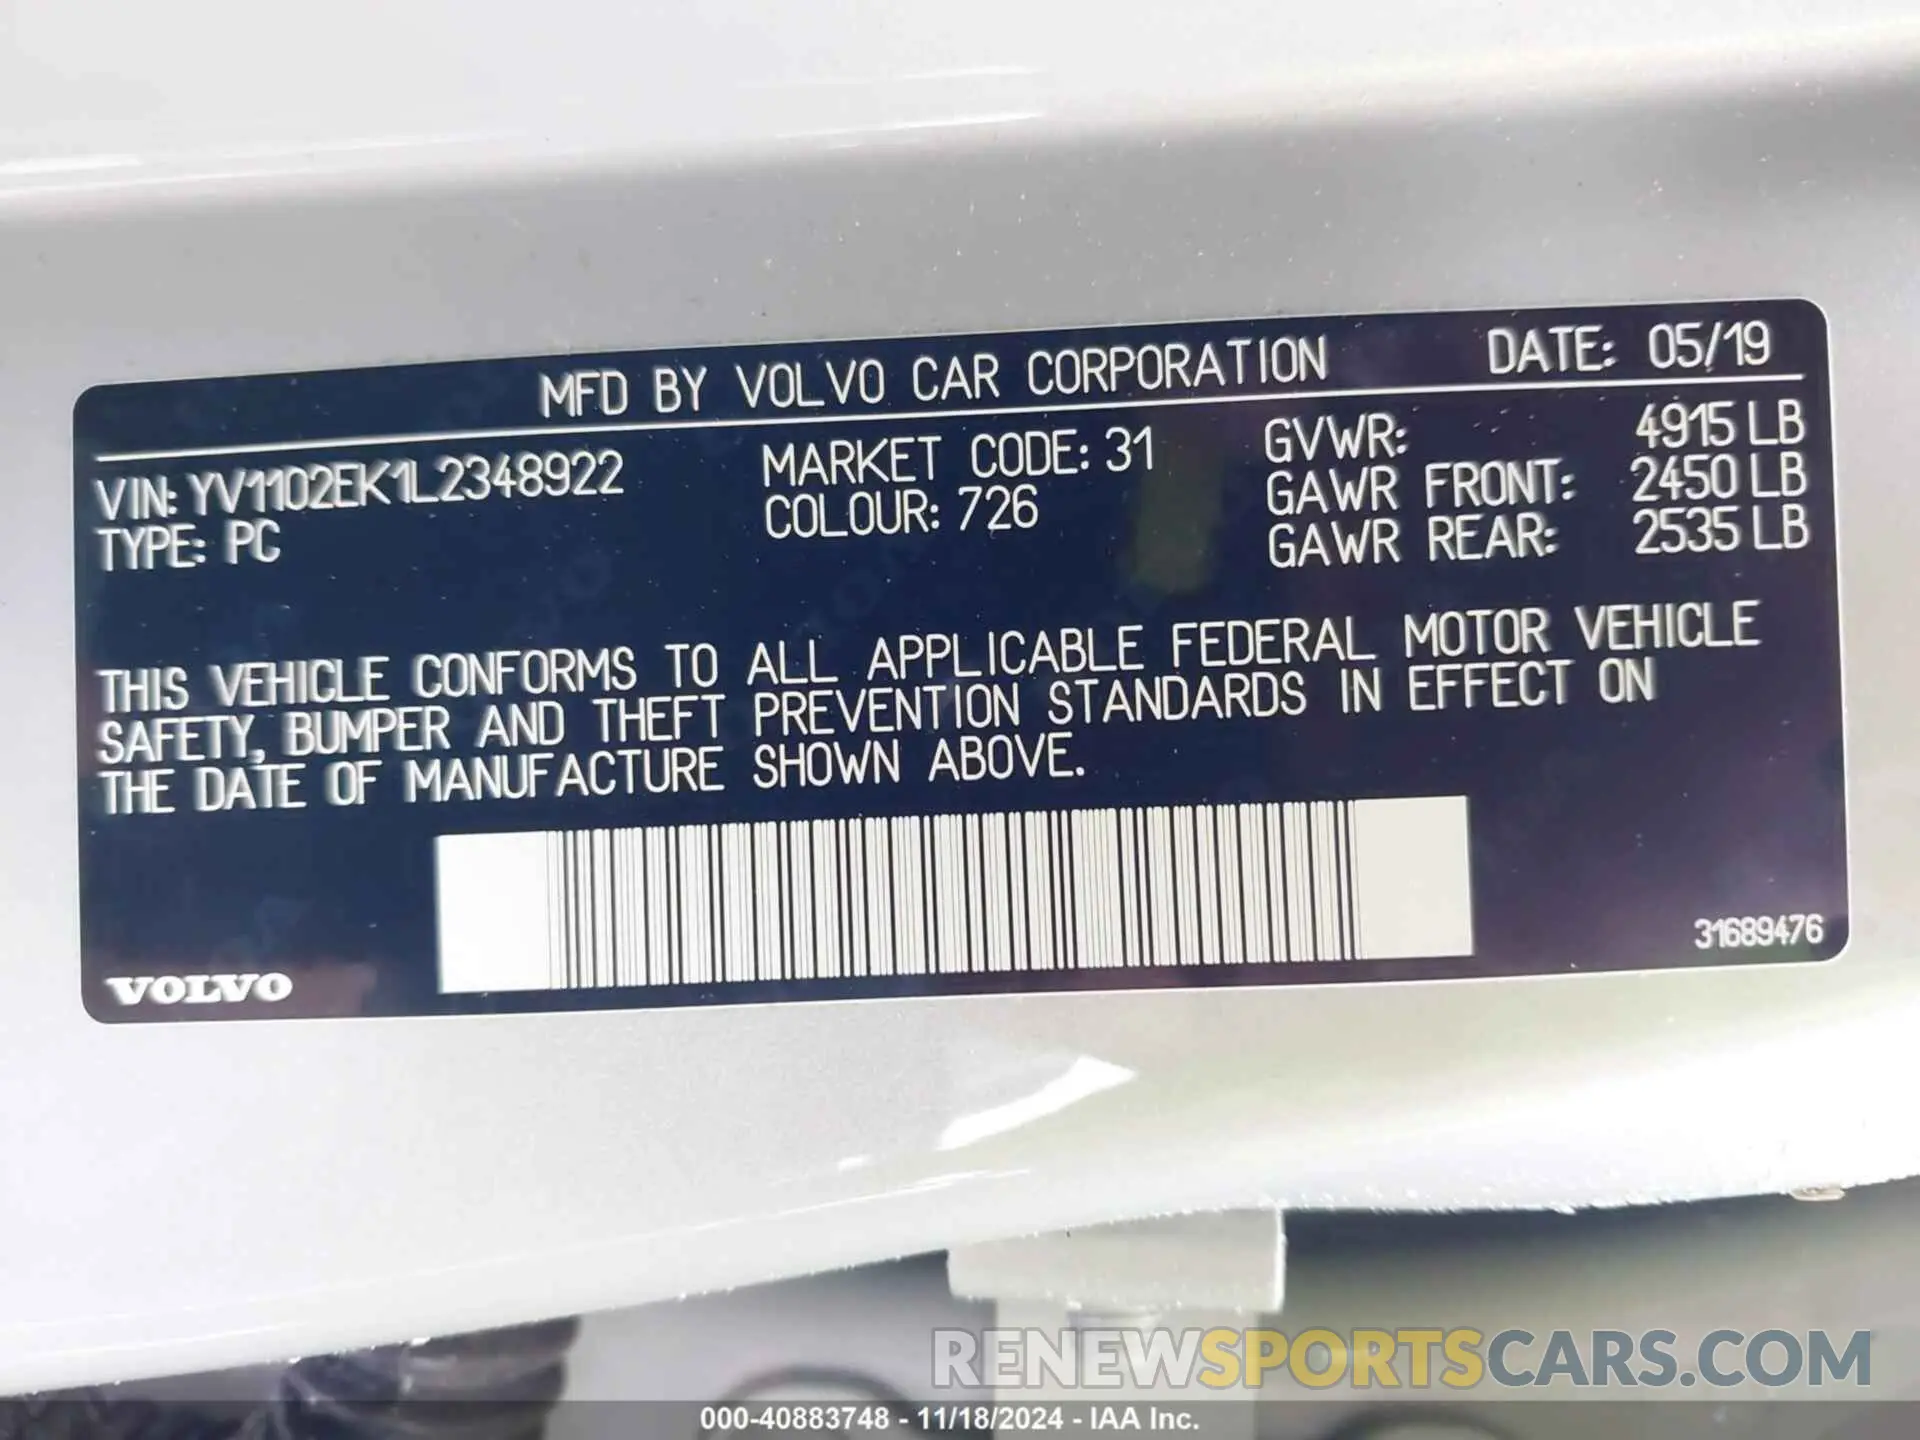 MFD BY VOLVO CAR CORPORATION DATE: 05/19
VIN: YV1102EK1L2348922 MARKET CODE: 31 GVWR: 4915 LB
TYPE: PC COLOUR: 726 GAWR FRONT: 2450 LB
GAWR REAR: 2535 LB
THIS VEHICLE CONFORMS TO ALL APPLICABLE FEDERAL MOTOR VEHICLE
SAFETY, BUMPER AND THEFT PREVENTION STANDARDS IN EFFECT ON
THE DATE OF MANUFACTURE SHOWN ABOVE.
31689476
VOLVO
RENEWSPORTSCARS.COM
000-40883748 - 11/18/2024 - IAA Inc.